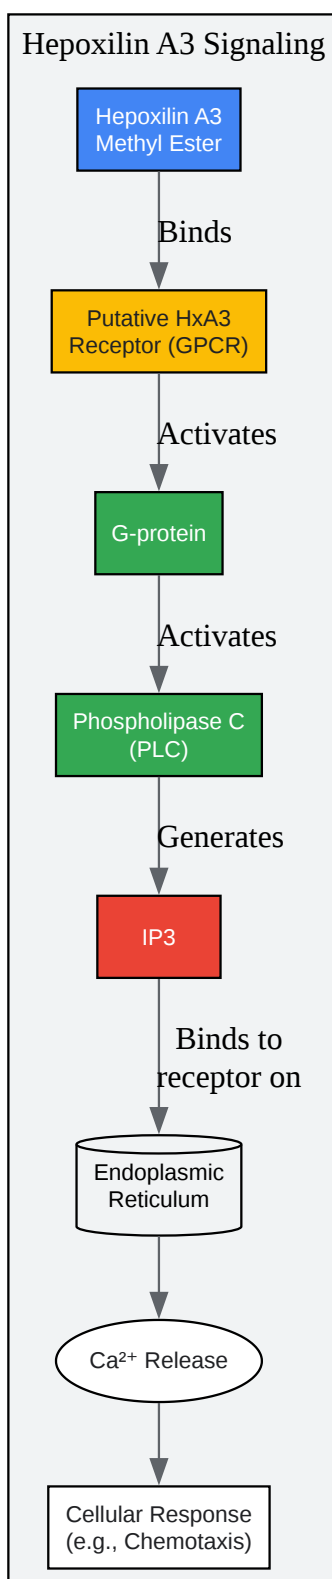 Hepoxilin A3 Signaling
Hepoxilin A3
Methyl Ester
Binds
Putative HxA3
Receptor (GPCR)
Activates
G-protein
Activates
Phospholipase C
(PLC)
Generates
IP3
Binds to
receptor on
Endoplasmic
Reticulum
Ca²⁺ Release
Cellular Response
(e.g., Chemotaxis)